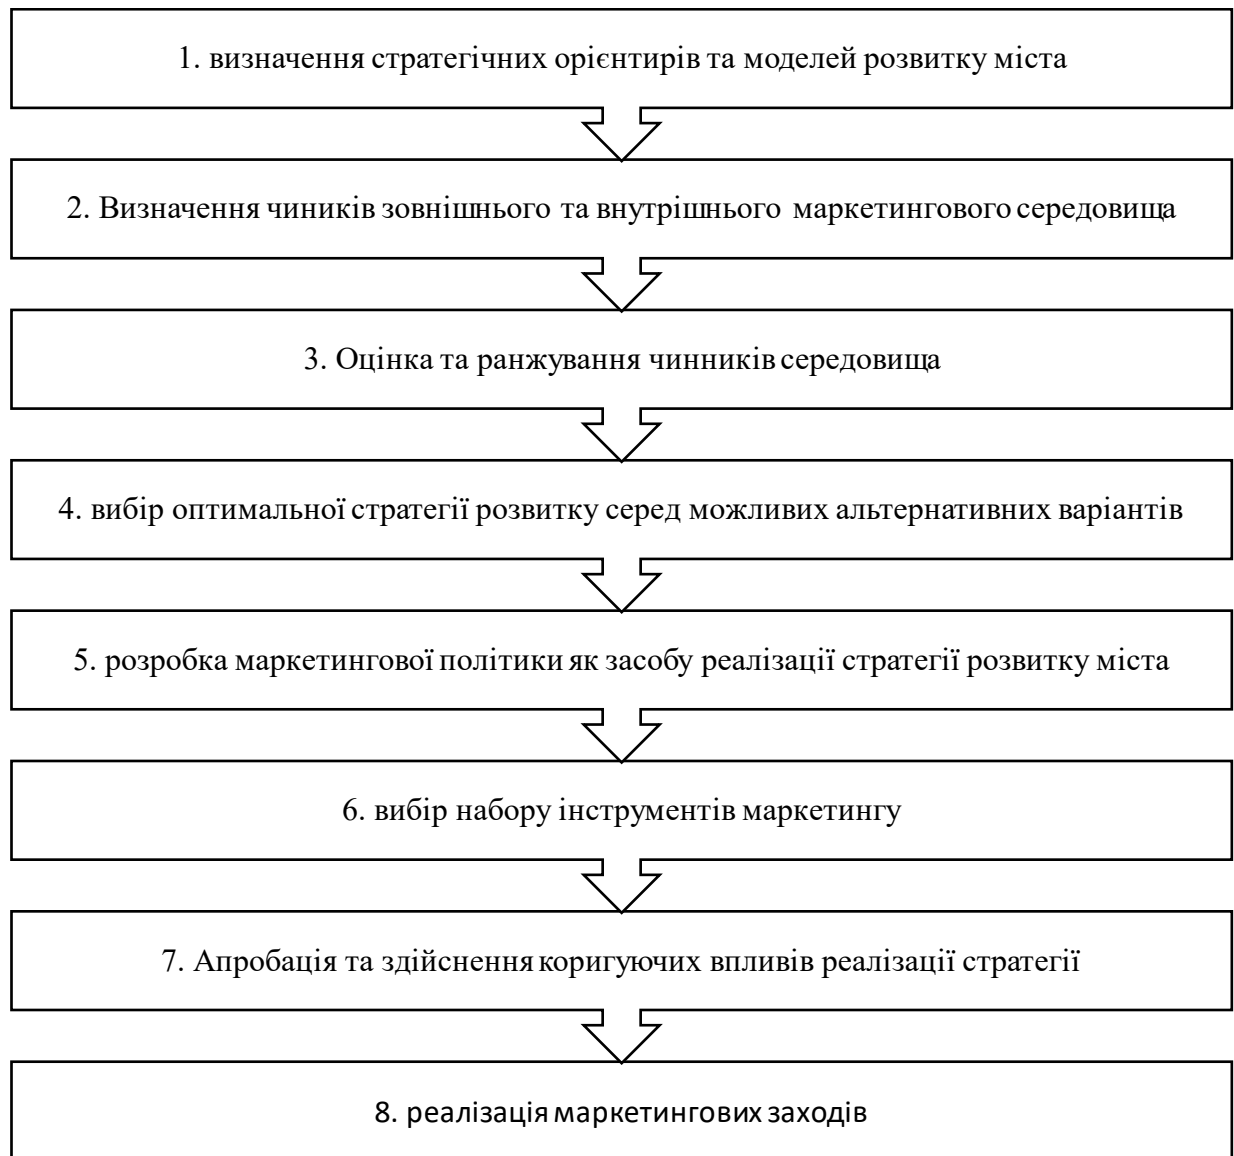 1. визначення стратегічних орієнтирів та моделей розвитку міста
2. Визначення чиників зовнішнього та внутрішнього маркетингового середовища
3. Оцінка та ранжування чинників середовища
4. вибір оптимальної стратегії розвитку серед можливих альтернативних варіантів
5. розробка маркетингової політики як засобу реалізації стратегії розвитку міста
6. вибір набору інструментів маркетингу
7. Апробація та здійснення коригуючих впливів реалізації стратегії
8. реалізація маркетингових заходів